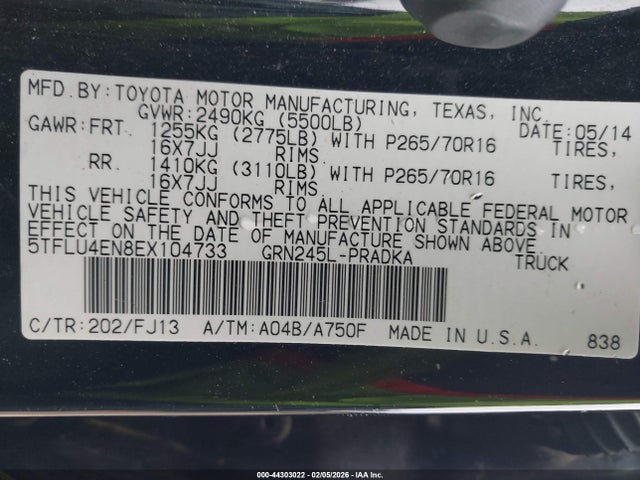 MFD.BY:TOYOTA MOTOR MANUFACTURING, TEXAS, INC.
GVWR:2490KG (5500LB) DATE:05/14
GAWR:FRT. 1255KG (2775LB) WITH P265/70R16 TIRES,
16X7JJ RIMS.
RR. 1410KG (3110LB) WITH P265/70R16 TIRES,
16X7JJ RIMS.
THIS VEHICLE CONFORMS TO ALL APPLICABLE FEDERAL MOTOR
VEHICLE SAFETY AND THEFT PREVENTION STANDARDS IN
EFFECT ON THE DATE OF MANUFACTURE SHOWN ABOVE.
5TFLU4EN8EX104733 GRN245L-PRADKA TRUCK
C/TR:202/FJ13 A/TM:A04B/A750F MADE IN U.S.A. 838
000-44303022 - 02/05/2026 - IAA Inc.